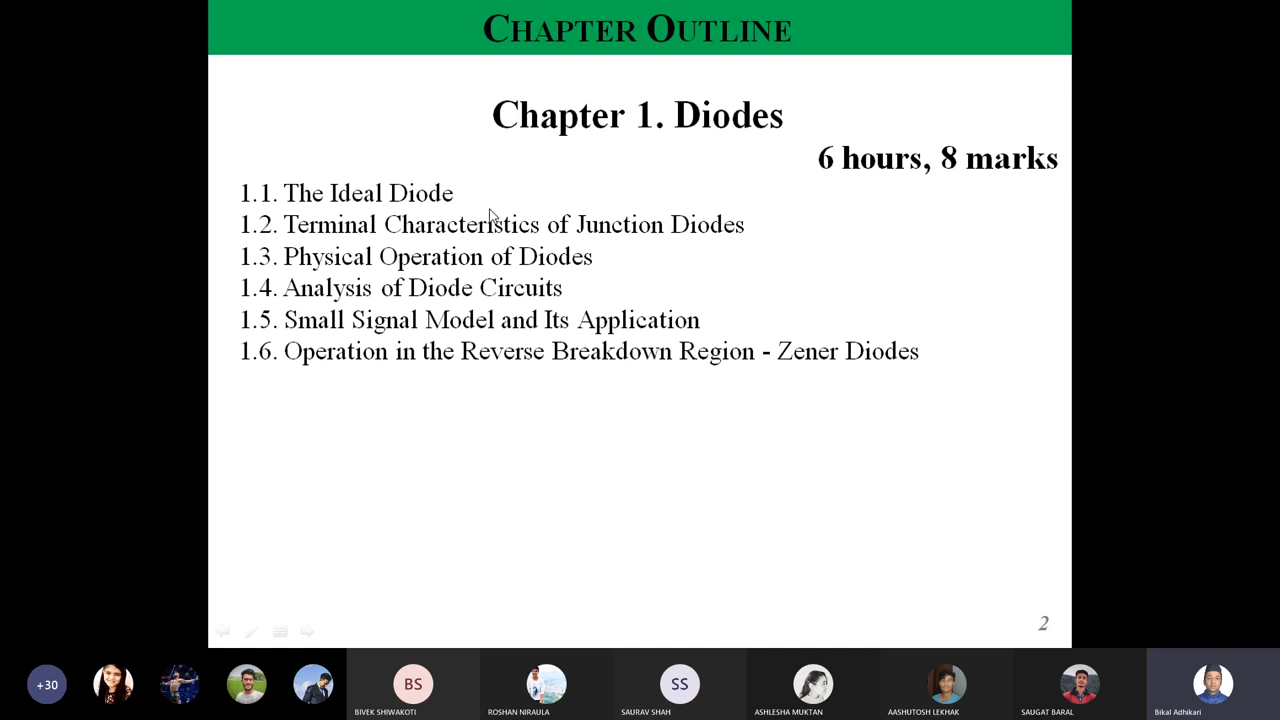 CHAPTER OUTLINE
Chapter 1. Diodes
6 hours, 8 marks
1.1. The Ideal Diode
1.2. Terminal Characteristics of Junction Diodes
1.3. Physical Operation of Diodes
1.4. Analysis of Diode Circuits
1.5. Small Signal Model and Its Application
1.6. Operation in the Reverse Breakdown Region - Zener Diodes
2
+30
BS
SS
BIVEK SHIWAKOTI
ROSHAN NIRAULA
SAURAV SHAH
ASHLESHA MUKTAN
AASHUTOSH LEKHAK
SAUGAT BARAL
Bikal Adhikari